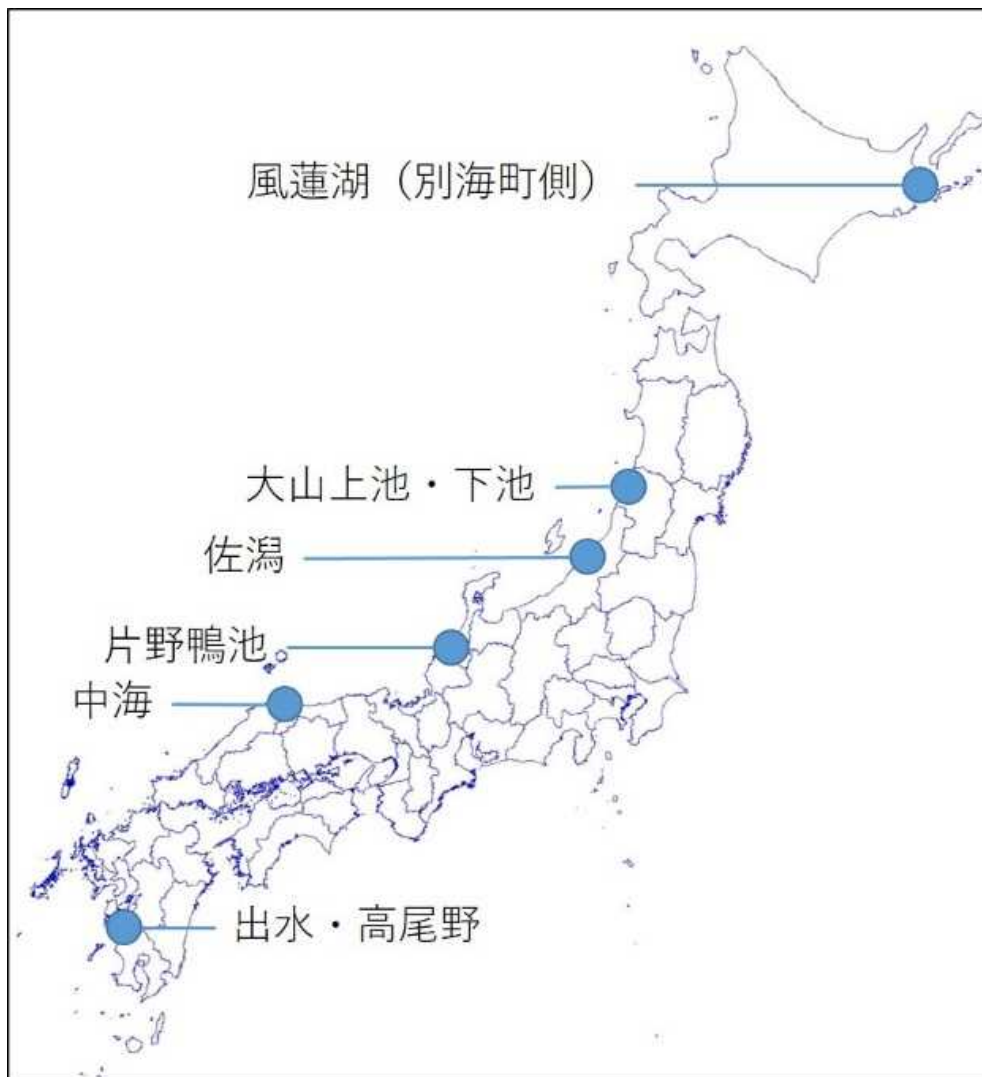 風蓮湖（別海町側）
大山上池・下池
佐潟
片野鴨池
中海
出水・高尾野